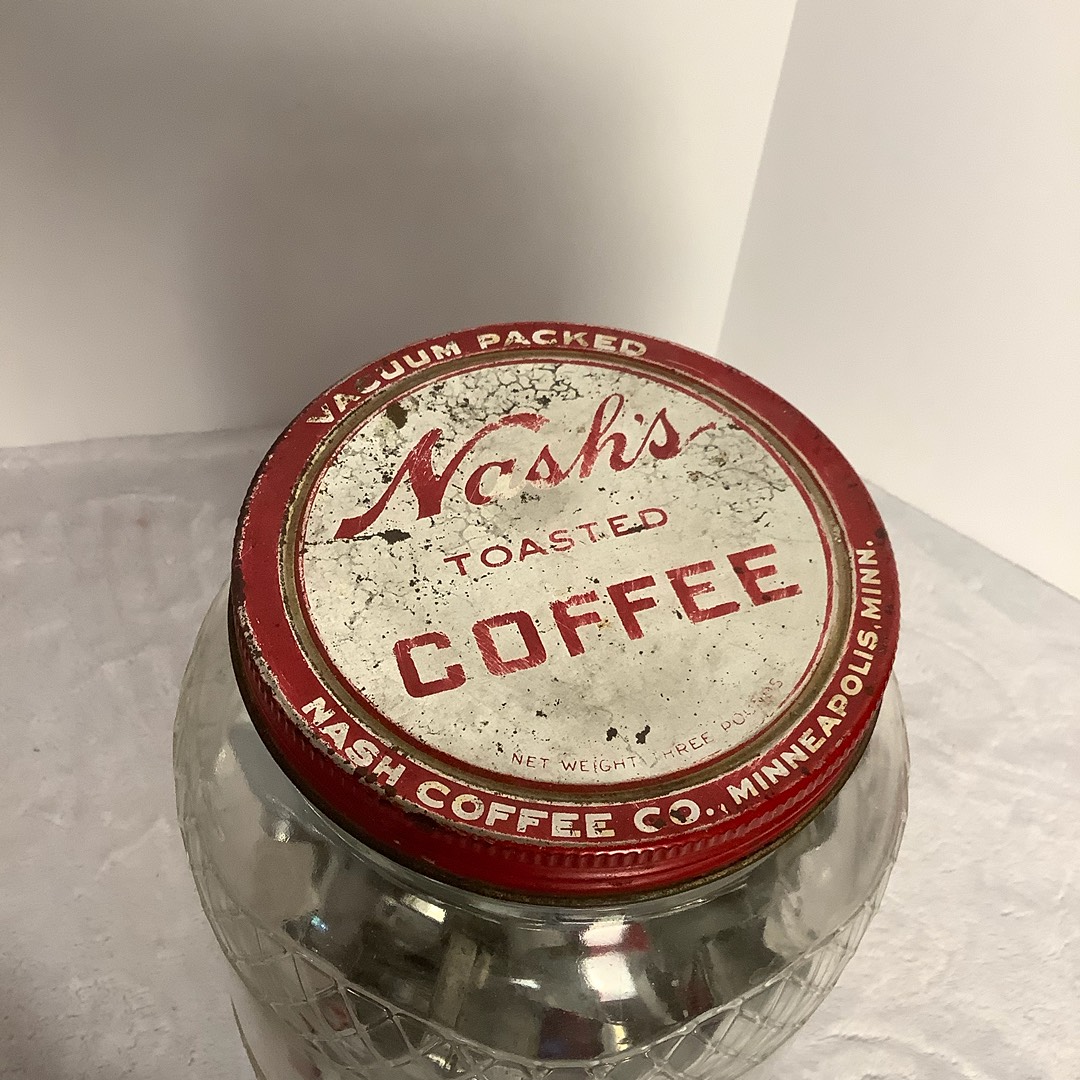 VACUUM PACKED
Nash's
TOASTED
COFFEE
NET WEIGHT THREE POUNDS
NASH COFFEE CO., MINNEAPOLIS, MINN.